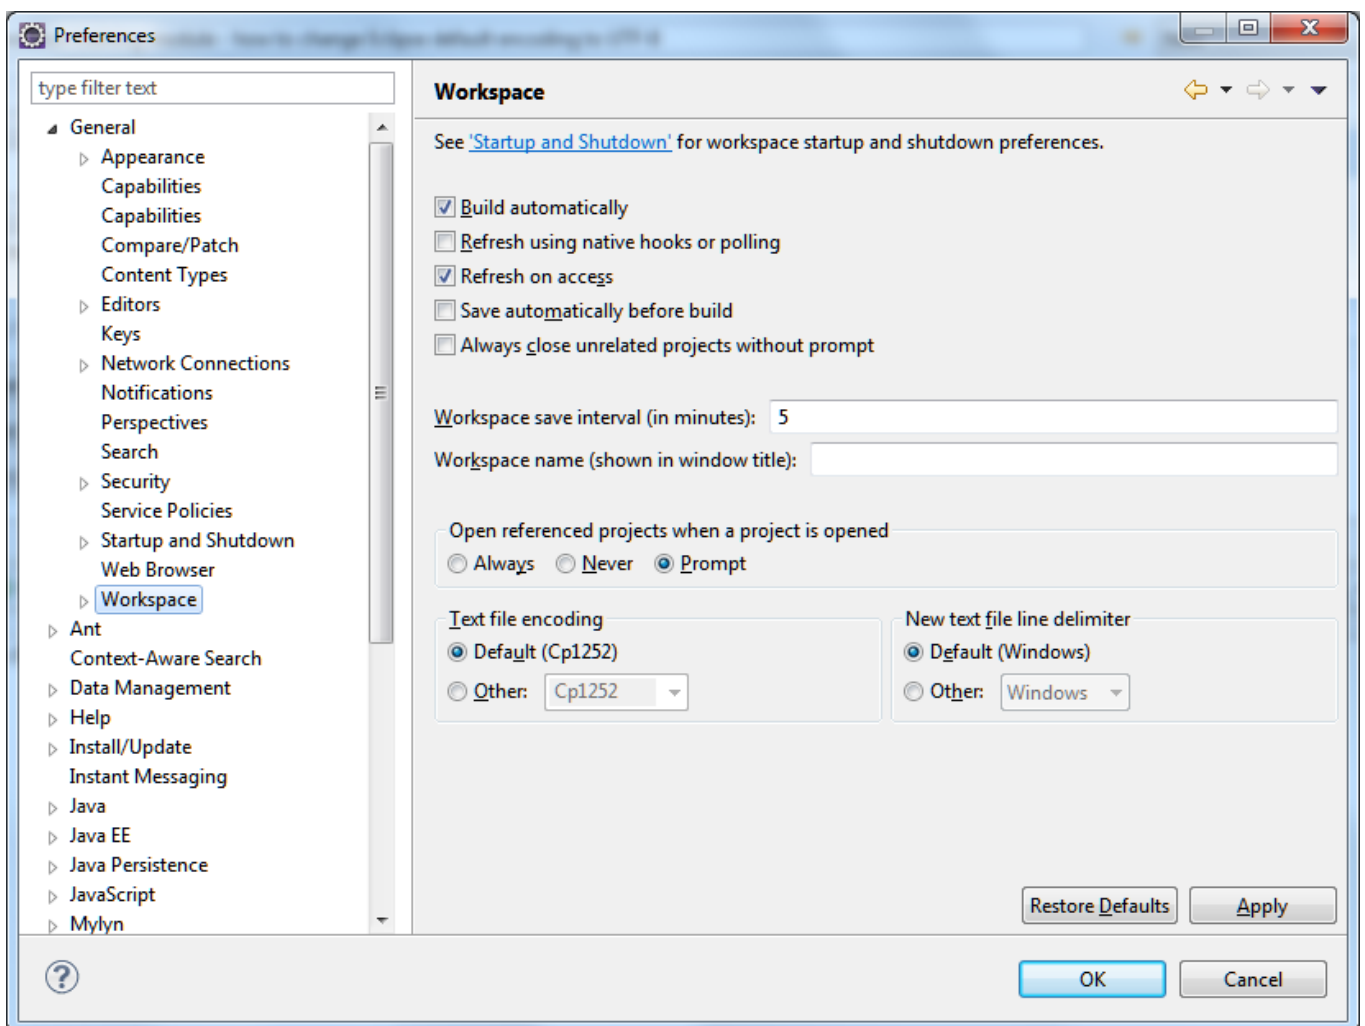 Preferences
type filter text
General
Appearance
Capabilities
Capabilities
Compare/Patch
Content Types
Editors
Keys
Network Connections
Notifications
Perspectives
Search
Security
Service Policies
Startup and Shutdown
Web Browser
Workspace
Ant
Context-Aware Search
Data Management
Help
Install/Update
Instant Messaging
Java
Java EE
Java Persistence
JavaScript
Mylyn
Workspace
See 'Startup and Shutdown' for workspace startup and shutdown preferences.
Build automatically
Refresh using native hooks or polling
Refresh on access
Save automatically before build
Always close unrelated projects without prompt
Workspace save interval (in minutes): 5
Workspace name (shown in window title):
Open referenced projects when a project is opened
Always Never Prompt
Text file encoding
Default (Cp1252)
Other: Cp1252
New text file line delimiter
Default (Windows)
Other: Windows
Restore Defaults Apply
? OK Cancel